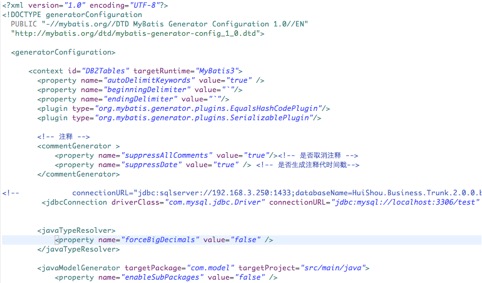 <?xml version="1.0" encoding="UTF-8"?>
<!DOCTYPE generatorConfiguration
PUBLIC "-//mybatis.org//DTD MyBatis Generator Configuration 1.0//EN"
"http://mybatis.org/dtd/mybatis-generator-config_1_0.dtd">
<generatorConfiguration>
<context id="DBZTables" targetRuntime="MyBatis3">
<property name="autoDelimitKeywords" value="true" />
<property name="beginningDelimiter" value="`"/>
<property name="endingDelimiter" value="`"/>
<plugin type="org.mybatis.generator.plugins.EqualsHashCodePlugin"/>
<plugin type="org.mybatis.generator.plugins.SerializablePlugin"/>
<!-- 注释 -->
<commentGenerator >
<property name="suppressAllComments" value="true"/><!-- 是否取消注释 -->
<property name="suppressDate" value="true" /> <!-- 是否生成注释代时间戳-->
</commentGenerator>
<!-- connectionURL="jdbc:sqlserver://192.168.3.250:1433;databaseName=HuiShou.Business.Trunk.2.0.0.
<jdbcConnection driverClass="com.mysql.jdbc.Driver" connectionURL="jdbc:mysql://localhost:3306/test"
<javaTypeResolver>
<property name="forceBigDecimals" value="false" />
</javaTypeResolver>
<javaModelGenerator targetPackage="com.model" targetProject="src/main/java">
<property name="enableSubPackages" value="false" />